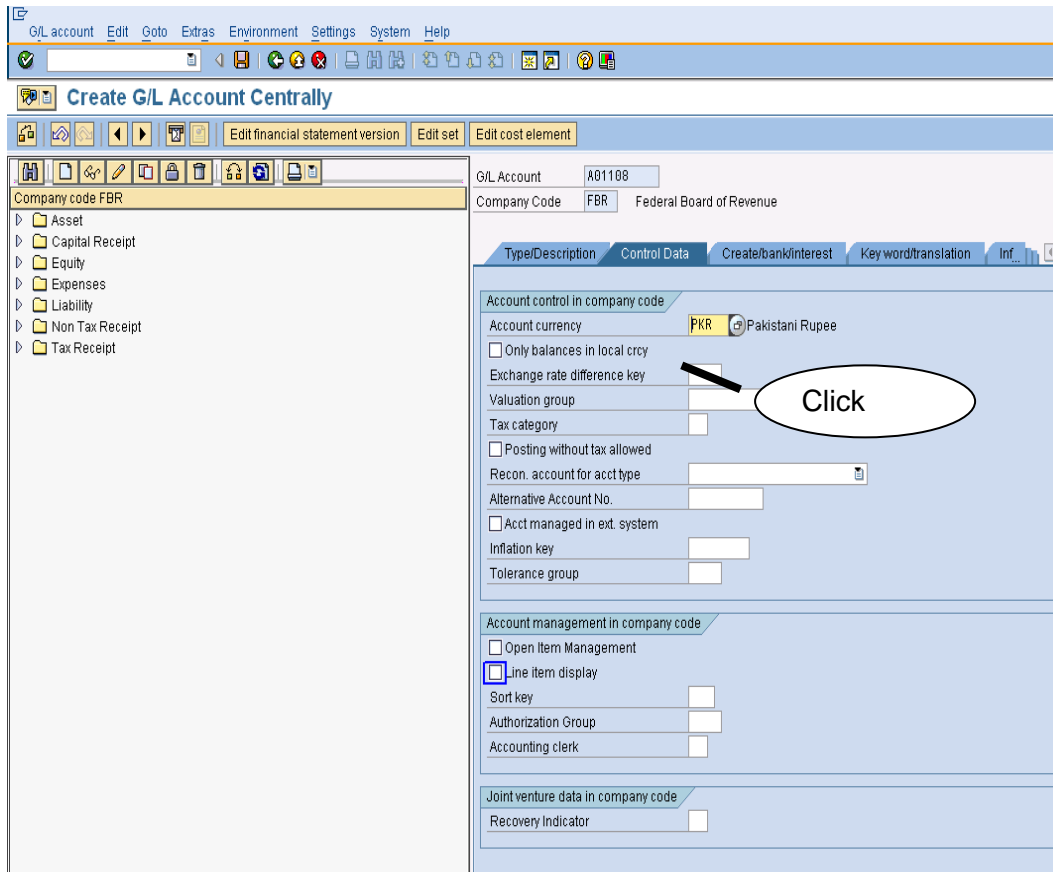 G/L account Edit Goto Extras Environment Settings System Help
Create G/L Account Centrally
Edit financial statement version Edit set Edit cost element
Company code FBR
Asset
Capital Receipt
Equity
Expenses
Liability
Non Tax Receipt
Tax Receipt
G/L Account A01108
Company Code FBR Federal Board of Revenue
Type/Description Control Data Create/bank/interest Key word/translation Inf...
Account control in company code
Account currency PKR Pakistani Rupee
Only balances in local crcy
Exchange rate difference key
Valuation group
Click
Tax category
Posting without tax allowed
Recon. account for acct type
Alternative Account No.
Acct managed in ext. system
Inflation key
Tolerance group
Account management in company code
Open Item Management
Line item display
Sort key
Authorization Group
Accounting clerk
Joint venture data in company code
Recovery Indicator